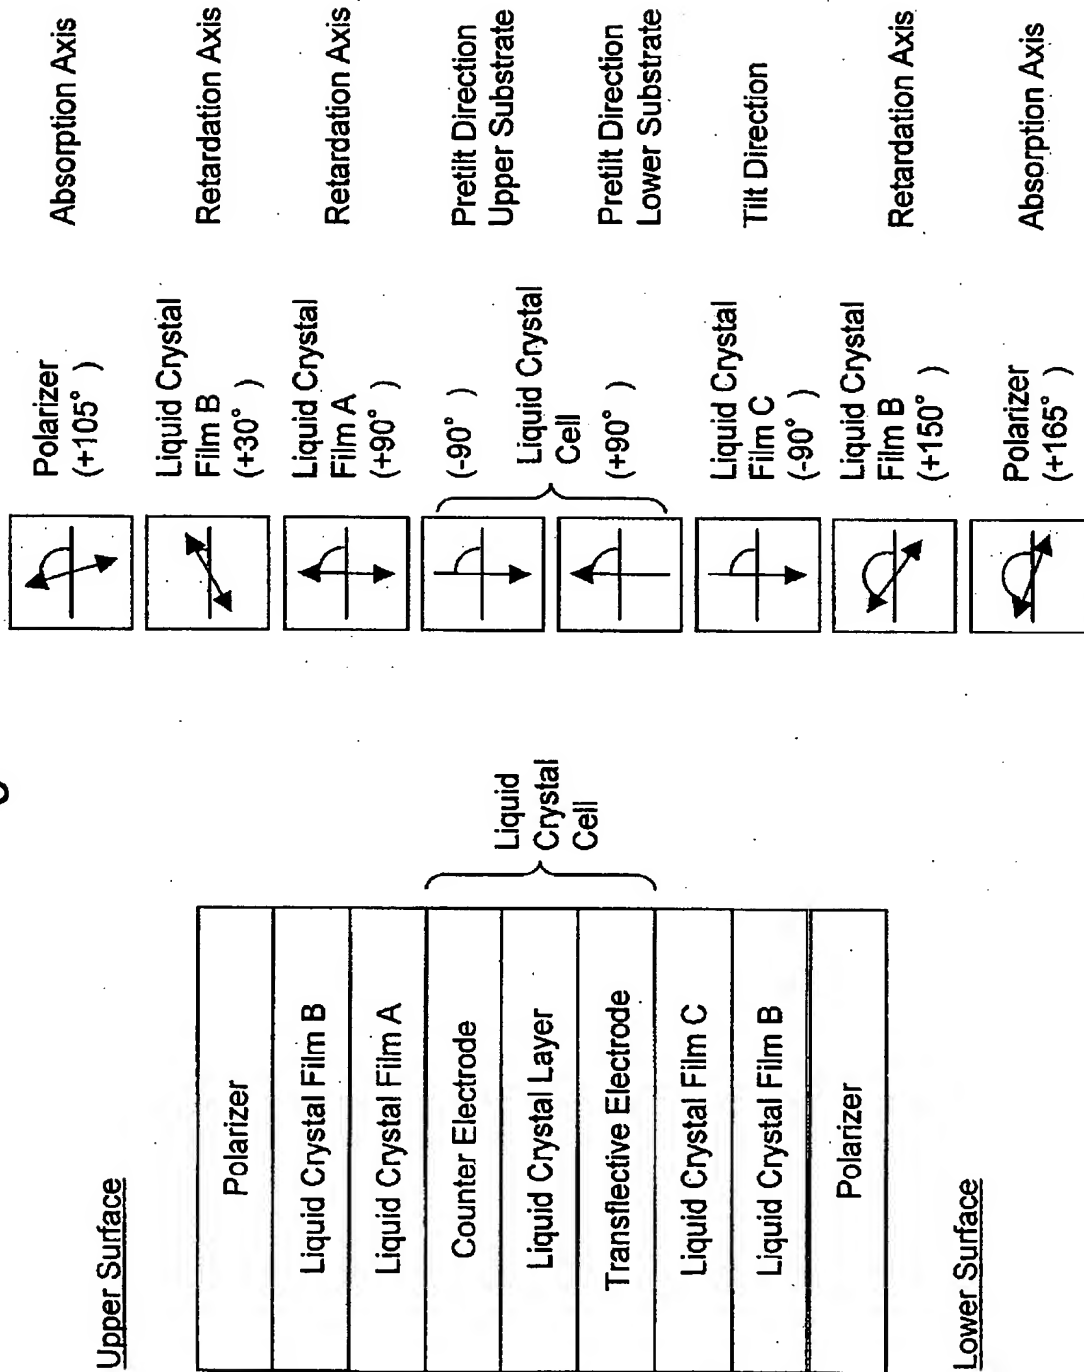 Upper Surface
Polarizer
Liquid Crystal Film B
Liquid Crystal Film A
Counter Electrode
Liquid Crystal Layer
Transflective Electrode
Liquid Crystal Film C
Liquid Crystal Film B
Polarizer
Lower Surface
Liquid
Crystal
Cell
Polarizer
(+105° )
Absorption Axis
Liquid Crystal
Film B
(+30° )
Retardation Axis
Liquid Crystal
Film A
(+90° )
Retardation Axis
(-90° )
Pretilt Direction
Upper Substrate
Liquid Crystal
Cell
(+90° )
Pretilt Direction
Lower Substrate
Liquid Crystal
Film C
(-90° )
Tilt Direction
Liquid Crystal
Film B
(+150° )
Retardation Axis
Polarizer
(+165° )
Absorption Axis